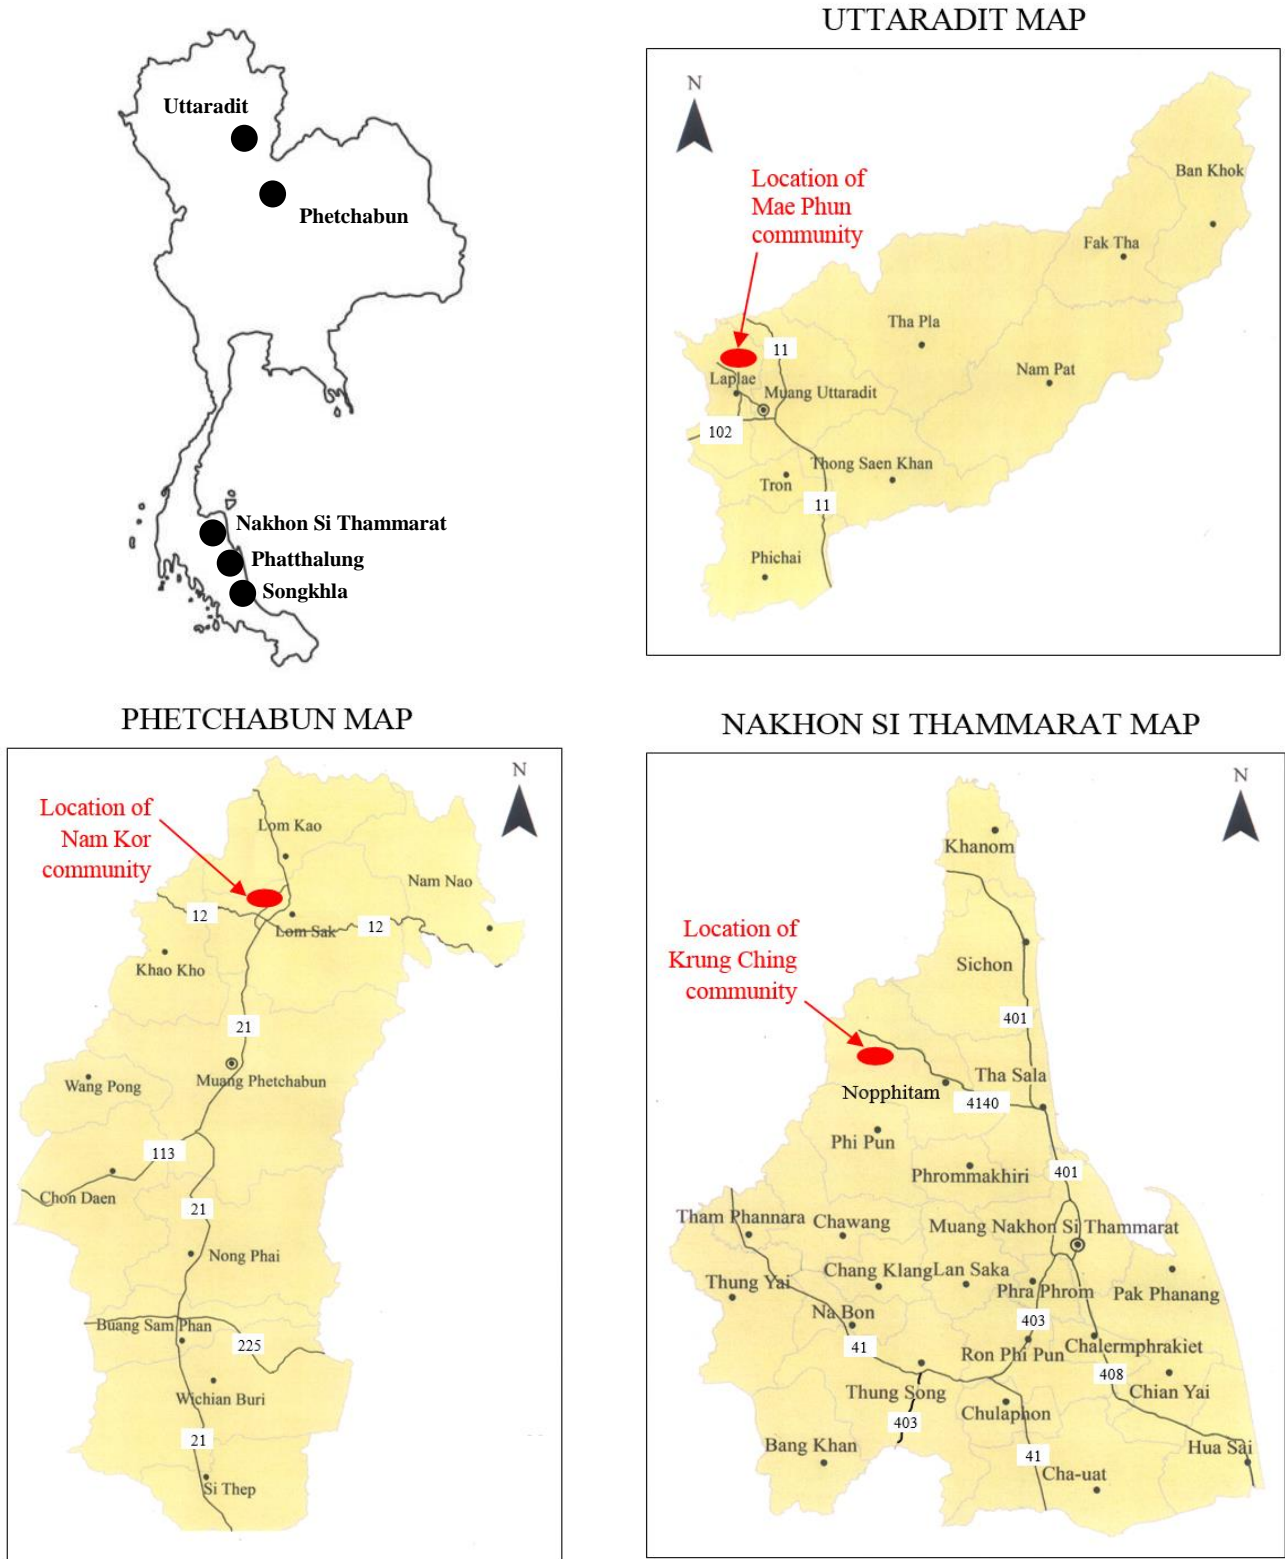 Uttaradit
Phetchabun
Nakhon Si Thammarat
Phatthalung
Songkhla
UTTARADIT MAP
N
Location of
Mae Phun
community
Ban Khok
Fak Tha
Tha Pla
11
Nam Pat
Laplae
Muang Uttaradit
102
Thong Saen Khan
Tron
11
Phichai
PHETCHABUN MAP
N
Location of
Nam Kor
community
Lom Kao
Nam Nao
12
12
Lom Sak
Khao Kho
21
Muang Phetchabun
Wang Pong
113
Chon Daen
21
Nong Phai
Buang Sam Phan
225
Wichian Buri
21
Si Thep
NAKHON SI THAMMARAT MAP
N
Khanom
Location of
Krung Ching
community
Sichon
401
Tha Sala
Nopphitam
4140
Phi Pun
Phrommakhiri
401
Tham Phannara
Chawang
Muang Nakhon Si Thammarat
Chang Klang
Lan Saka
Thung Yai
Phra Phrom
Pak Phanang
Na Bon
403
41
Ron Phi Pun
Chalermphrakiet
408
Thung Song
Chian Yai
Chulaphon
403
Bang Khan
41
Hua Sai
Cha-uat